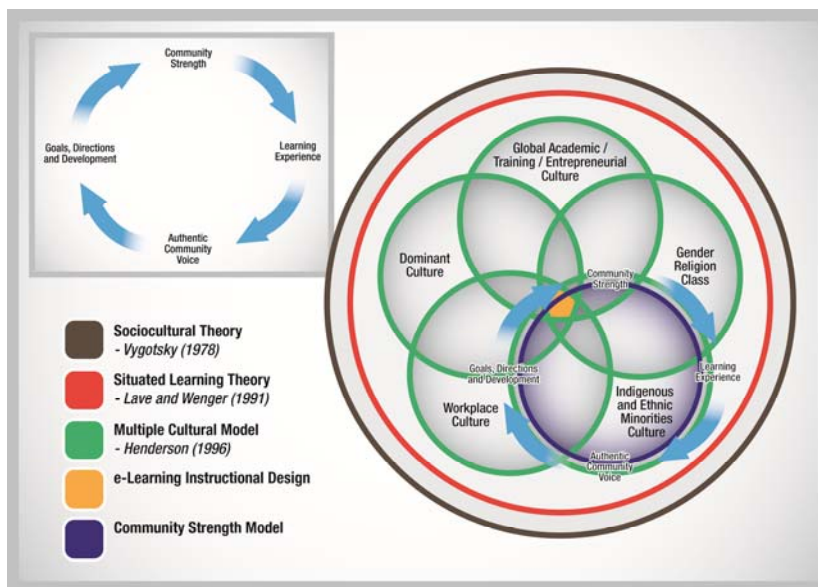 Community
Strength
Goals, Directions
and Development
Learning
Experience
Authentic
Community
Voice
Global Academic /
Training / Entrepreneurial
Culture
Dominant
Culture
Gender
Religion
Class
Community
Strength
Goals, Directions
and Development
Learning
Experience
Workplace
Culture
Indigenous
and Ethnic
Minorities
Culture
Authentic
Community
Voice
Sociocultural Theory
- Vygotsky (1978)
Situated Learning Theory
- Lave and Wenger (1991)
Multiple Cultural Model
- Henderson (1996)
e-Learning Instructional Design
Community Strength Model